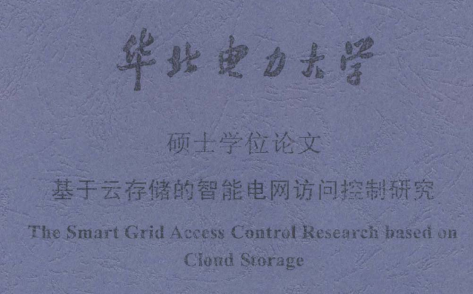 华北电力大学
硕士学位论文
基于云存储的智能电网访问控制研究
The Smart Grid Access Control Research based on
Cloud Storage